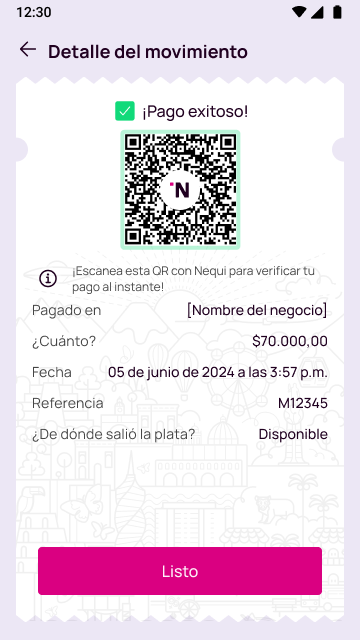 12:30
Detalle del movimiento
¡Pago exitoso!
N
¡Escanea esta QR con Nequi para verificar tu
pago al instante!
Pagado en [Nombre del negocio]
¿Cuánto? $70.000,00
Fecha 05 de junio de 2024 a las 3:57 p.m.
Referencia M12345
¿De dónde salió la plata? Disponible
Listo